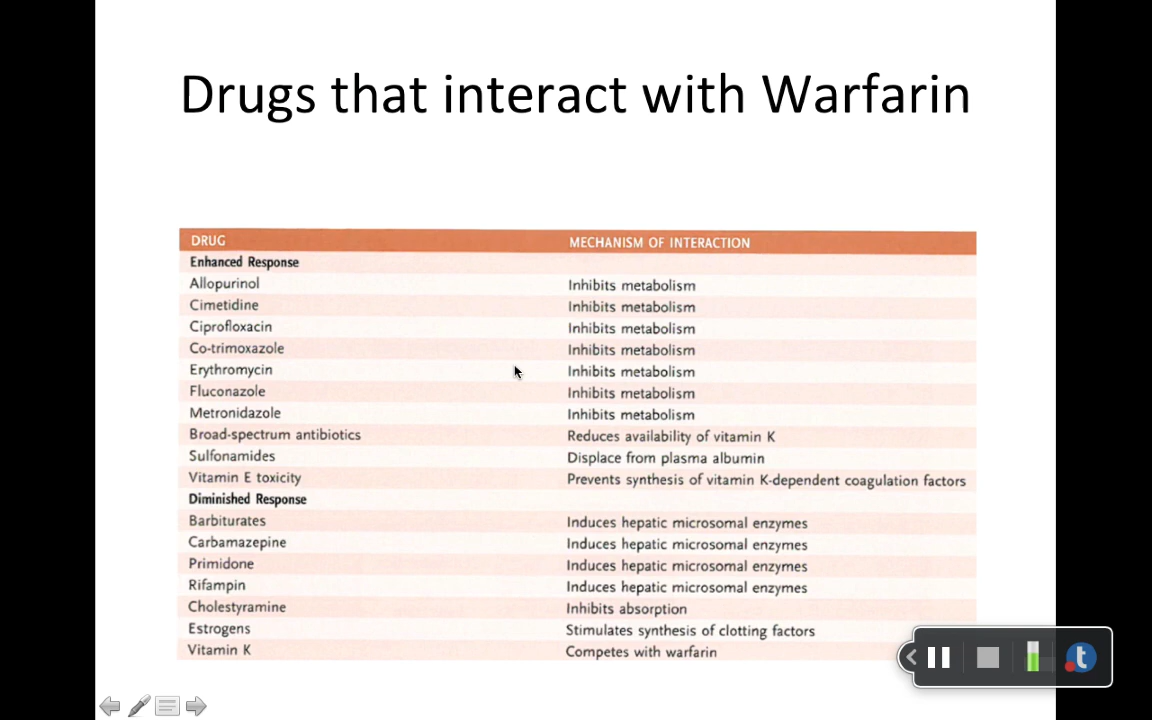 Drugs that interact with Warfarin
DRUG MECHANISM OF INTERACTION
Enhanced Response
Allopurinol Inhibits metabolism
Cimetidine Inhibits metabolism
Ciprofloxacin Inhibits metabolism
Co-trimoxazole Inhibits metabolism
Erythromycin Inhibits metabolism
Fluconazole Inhibits metabolism
Metronidazole Inhibits metabolism
Broad-spectrum antibiotics Reduces availability of vitamin K
Sulfonamides Displace from plasma albumin
Vitamin E toxicity Prevents synthesis of vitamin K-dependent coagulation factors
Diminished Response
Barbiturates Induces hepatic microsomal enzymes
Carbamazepine Induces hepatic microsomal enzymes
Primidone Induces hepatic microsomal enzymes
Rifampin Induces hepatic microsomal enzymes
Cholestyramine Inhibits absorption
Estrogens Stimulates synthesis of clotting factors
Vitamin K Competes with warfarin
t